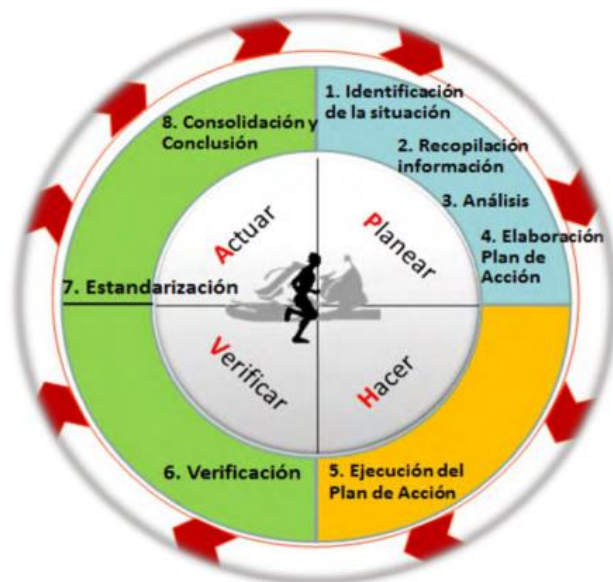 1. Identificación
de la situación
2. Recopilación
información
3. Análisis
4. Elaboración
Plan de
Acción
5. Ejecución del
Plan de Acción
6. Verificación
7. Estandarización
8. Consolidación y
Conclusión
Planear
Hacer
Verificar
Actuar